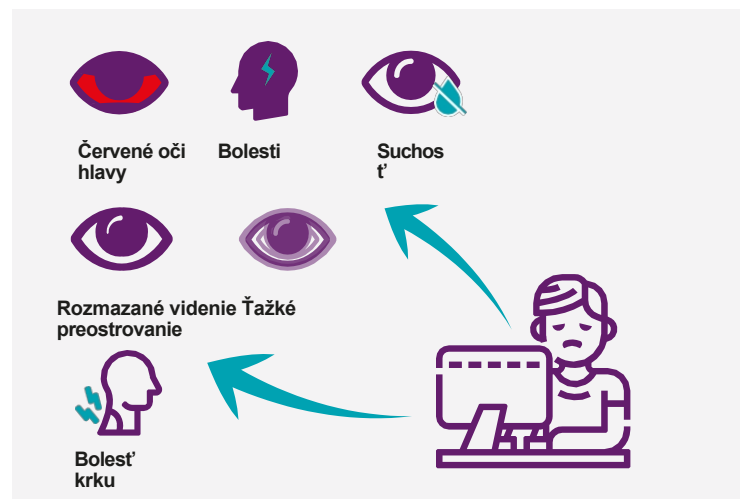 Červené oči Bolesti
hlavy
Suchos
ť
Rozmazané videnie Ťažké
preostrovanie
Bolesť
krku